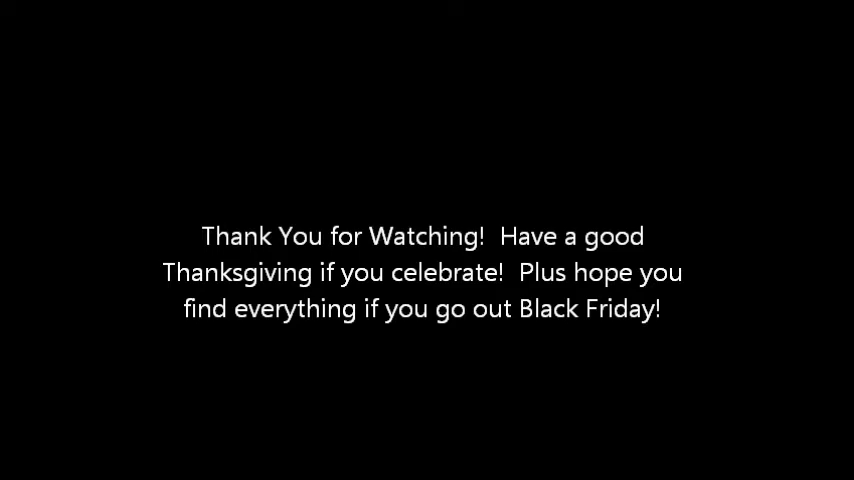 Thank You for Watching!  Have a good
Thanksgiving if you celebrate!  Plus hope you
find everything if you go out Black Friday!